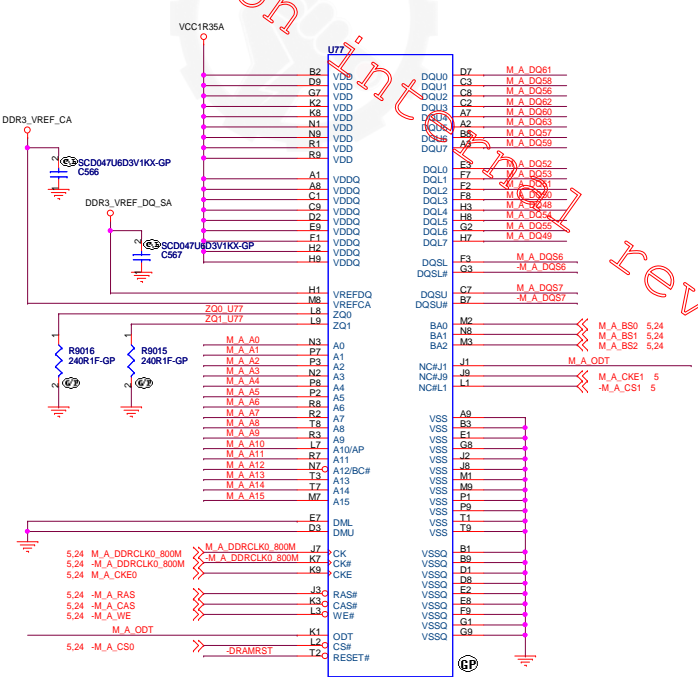 on internal rev
VCC1R35A
U77
DDR3_VREF_CA
SCD047U6D3V1KX-GP
C566
DDR3_VREF_DQ_SA
SCD047U6D3V1KX-GP
C567
B2 VDD
D9 VDD
G7 VDD
K2 VDD
K8 VDD
N1 VDD
N9 VDD
R1 VDD
R9 VDD
A1 VDDQ
A8 VDDQ
C1 VDDQ
C9 VDDQ
D2 VDDQ
E9 VDDQ
F1 VDDQ
H2 VDDQ
H9 VDDQ
H1 VREFDQ
M8 VREFCA
ZQ0_U77 L8 ZQ0
ZQ1_U77 L9 ZQ1
R9016
240R1F-GP
R9015
240R1F-GP
M_A_A0 N3 A0
M_A_A1 P7 A1
M_A_A2 P3 A2
M_A_A3 N2 A3
M_A_A4 P8 A4
M_A_A5 P2 A5
M_A_A6 R8 A6
M_A_A7 R2 A7
M_A_A8 T8 A8
M_A_A9 R3 A9
M_A_A10 L7 A10/AP
M_A_A11 R7 A11
M_A_A12 N7 A12/BC#
M_A_A13 T3 A13
M_A_A14 T7 A14
M_A_A15 M7 A15
E7 DML
D3 DMU
5,24 M_A_DDRCLK0_800M M_A_DDRCLK0_800M J7 CK
5,24 -M_A_DDRCLK0_800M -M_A_DDRCLK0_800M K7 CK#
5,24 M_A_CKE0 K9 CKE
5,24 -M_A_RAS J3 RAS#
5,24 -M_A_CAS K3 CAS#
5,24 -M_A_WE L3 WE#
M_A_ODT K1 ODT
5,24 -M_A_CS0 L2 CS#
-DRAMRST T2 RESET#
DQU0 D7 M_A_DQ61
DQU1 C3 M_A_DQ58
DQU2 C8 M_A_DQ56
DQU3 C2 M_A_DQ62
DQU4 A7 M_A_DQ60
DQU5 A2 M_A_DQ63
DQU6 B8 M_A_DQ57
DQU7 A3 M_A_DQ59
DQL0 E3 M_A_DQ52
DQL1 F7 M_A_DQ53
DQL2 F2 M_A_DQ51
DQL3 F8 M_A_DQ50
DQL4 H3 M_A_DQ48
DQL5 H8 M_A_DQ54
DQL6 G2 M_A_DQ55
DQL7 H7 M_A_DQ49
DQSL F3 M_A_DQS6
DQSL# G3 -M_A_DQS6
DQSU C7 M_A_DQS7
DQSU# B7 -M_A_DQS7
BA0 M2 M_A_BS0 5,24
BA1 N8 M_A_BS1 5,24
BA2 M3 M_A_BS2 5,24
NC#J1 J1 M_A_ODT
NC#J9 J9 M_A_CKE1 5
NC#L1 L1 -M_A_CS1 5
VSS A9
VSS B3
VSS E1
VSS G8
VSS J2
VSS J8
VSS M1
VSS M9
VSS P1
VSS P9
VSS T1
VSS T9
VSSQ B1
VSSQ B9
VSSQ D1
VSSQ D8
VSSQ E2
VSSQ E8
VSSQ F9
VSSQ G1
VSSQ G9
GP